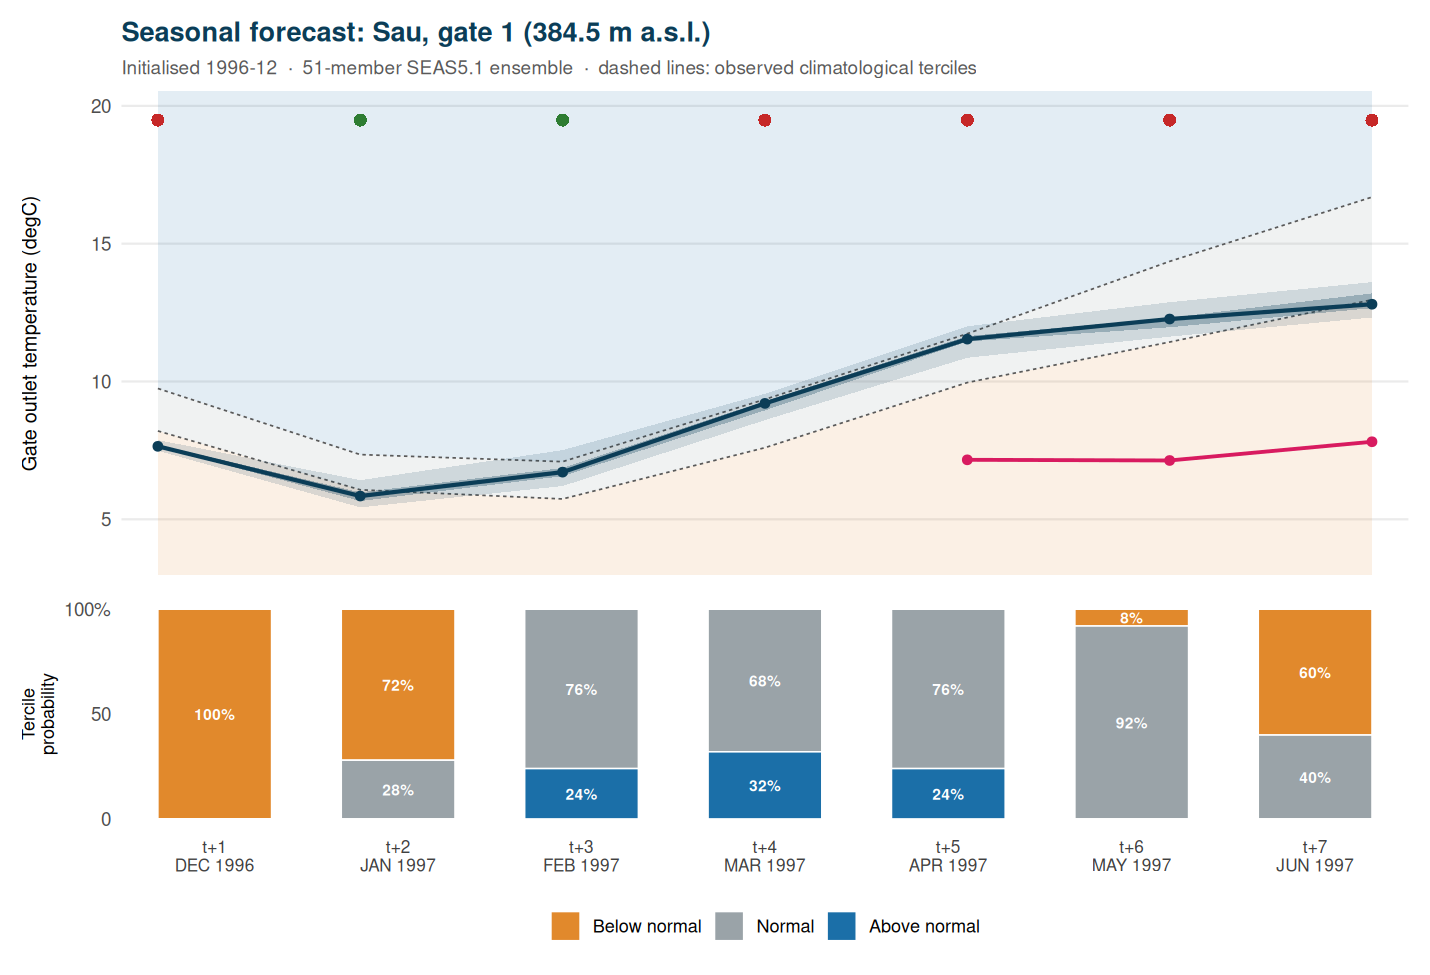 Seasonal forecast: Sau, gate 1 (384.5 m a.s.l.)
Initialised 1996-12 · 51-member SEAS5.1 ensemble · dashed lines: observed climatological terciles
Gate outlet temperature (degC)
20
15
10
5
Tercile
probability
100%
50
0
100%
72%
28%
76%
24%
68%
32%
76%
24%
8%
92%
60%
40%
t+1
DEC 1996
t+2
JAN 1997
t+3
FEB 1997
t+4
MAR 1997
t+5
APR 1997
t+6
MAY 1997
t+7
JUN 1997
Below normal
Normal
Above normal